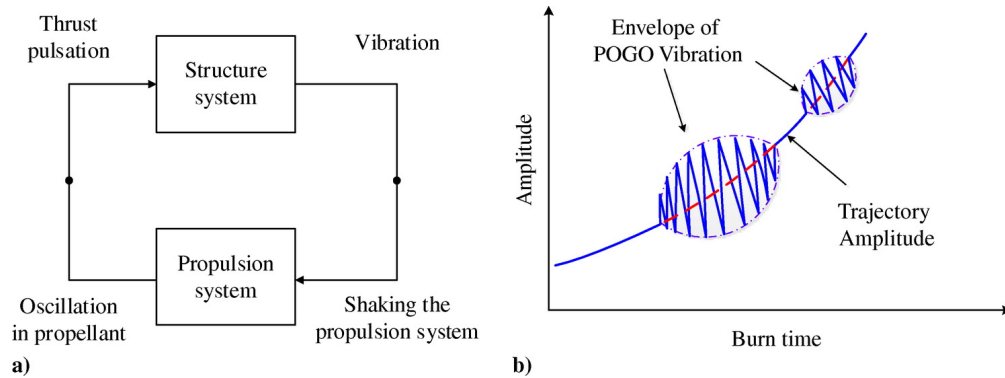 Thrust
pulsation
Structure
system
Vibration
Propulsion
system
Oscillation
in propellant
Shaking the
propulsion system
a)
Envelope of
POGO Vibration
Amplitude
Trajectory
Amplitude
Burn time
b)